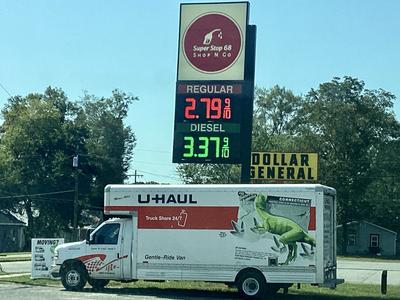 Super Stop 68
SHOP N GO
REGULAR
2.79 9/10
DIESEL
3.37 9/10
DOLLAR
GENERAL
U-HAUL
Truck Share 24/7
CONNECTICUT
MOVING?
Gentle-Ride Van